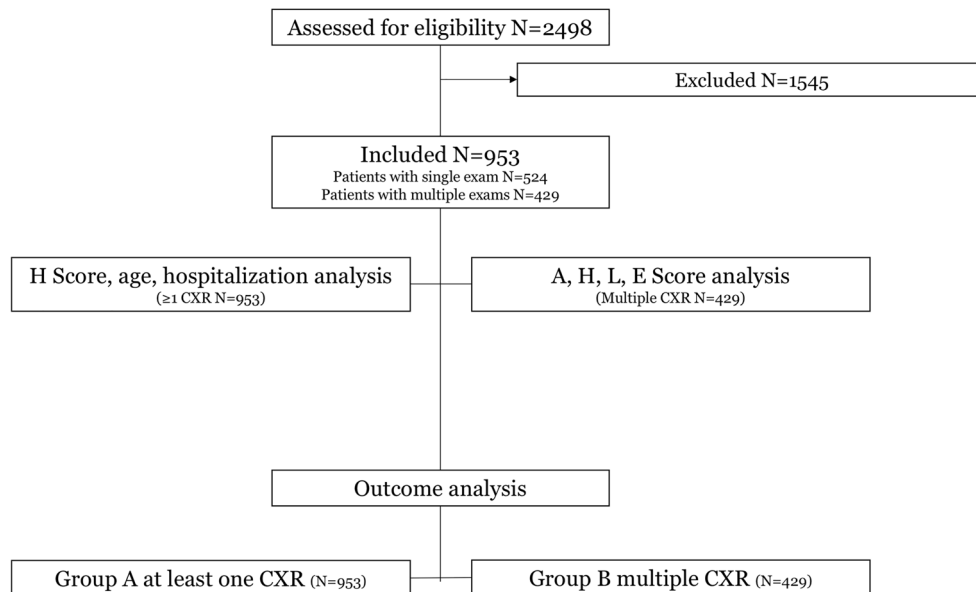 Assessed for eligibility N=2498
Excluded N=1545
Included N=953
Patients with single exam N=524
Patients with multiple exams N=429
H Score, age, hospitalization analysis
(≥1 CXR N=953)
A, H, L, E Score analysis
(Multiple CXR N=429)
Outcome analysis
Group A at least one CXR (N=953)
Group B multiple CXR (N=429)